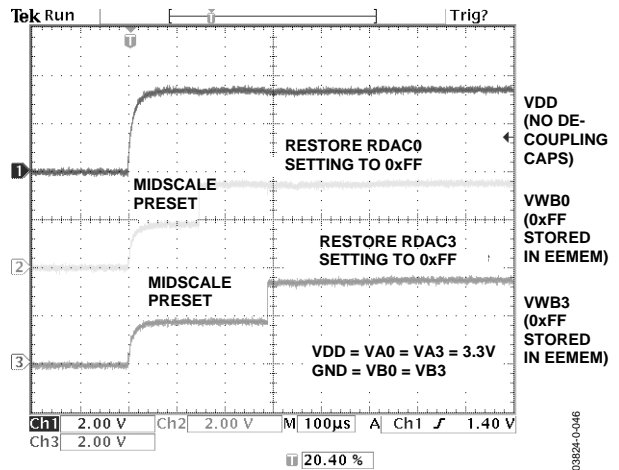 Tek Run
Trig?
T
T
VDD
(NO DE-
COUPLING
CAPS)
RESTORE RDAC0
SETTING TO 0xFF
1
MIDSCALE
PRESET
VWB0
(0xFF
STORED
IN EEMEM)
2
RESTORE RDAC3
SETTING TO 0xFF
MIDSCALE
PRESET
VWB3
(0xFF
STORED
IN EEMEM)
3
VDD = VA0 = VA3 = 3.3V
GND = VB0 = VB3
Ch1 2.00 V Ch2 2.00 V M 100µs A Ch1 ʃ 1.40 V
Ch3 2.00 V
T 20.40 %
03824-0-046